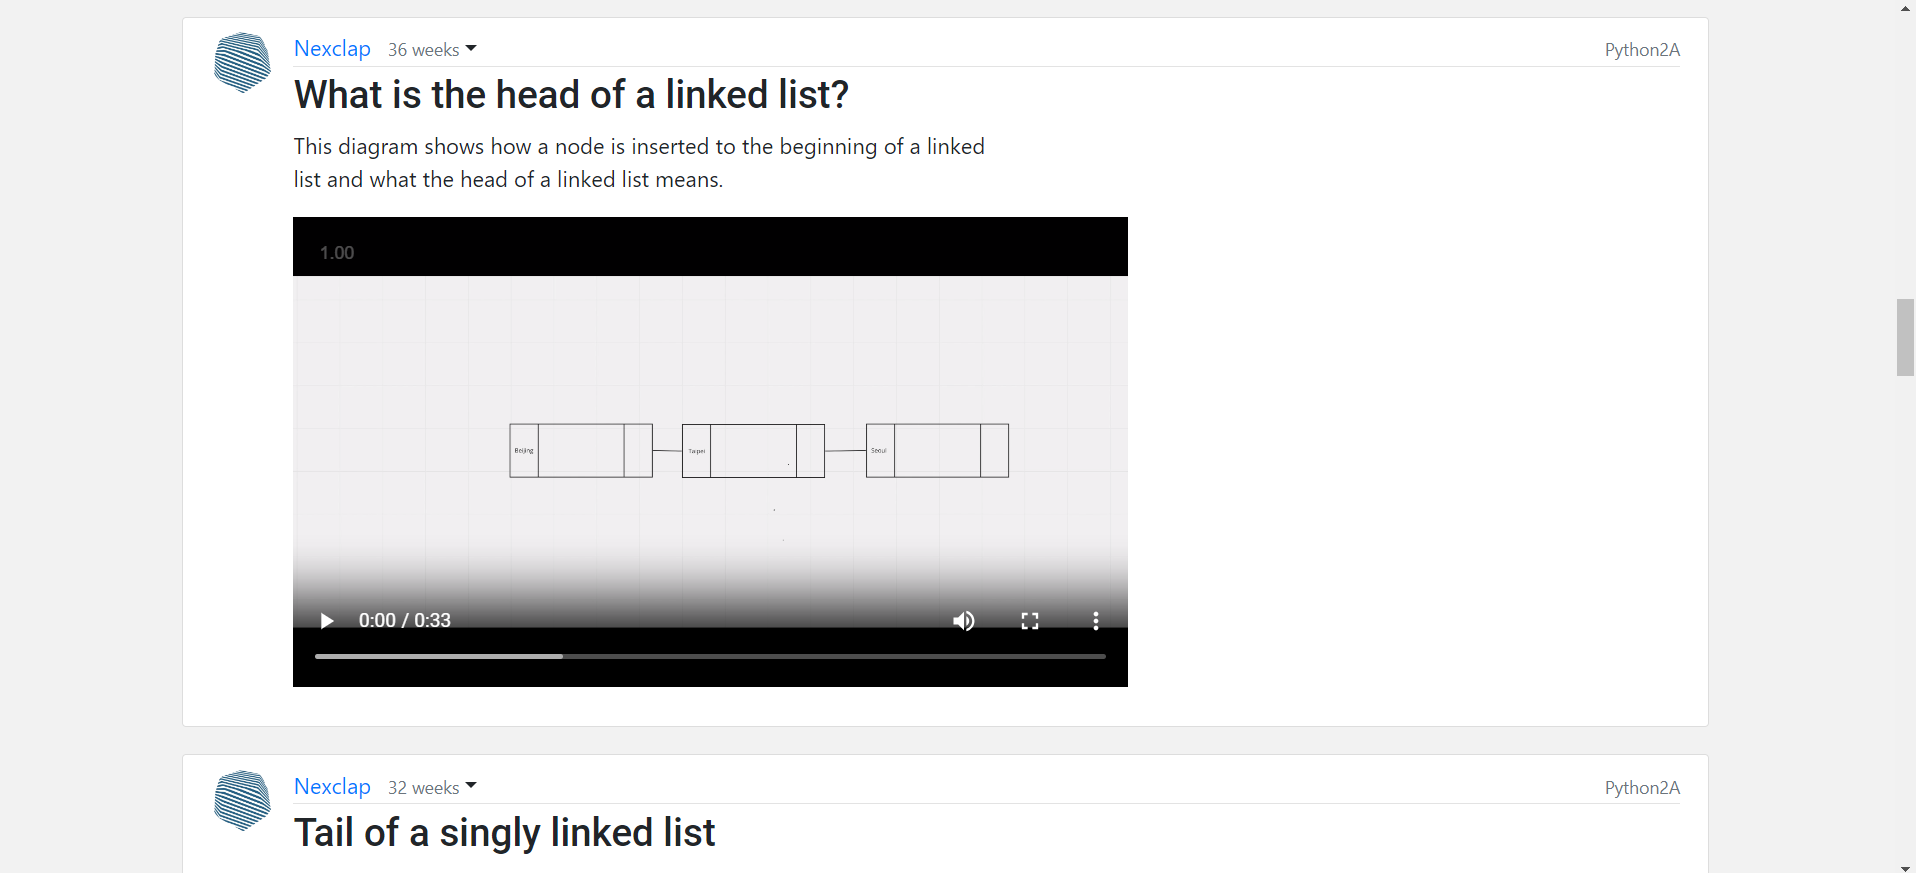 Nexclap 36 weeks Python2A
What is the head of a linked list?
This diagram shows how a node is inserted to the beginning of a linked
list and what the head of a linked list means.
1.00
Beijing Taipei Seoul
0:00 / 0:33
Nexclap 32 weeks Python2A
Tail of a singly linked list